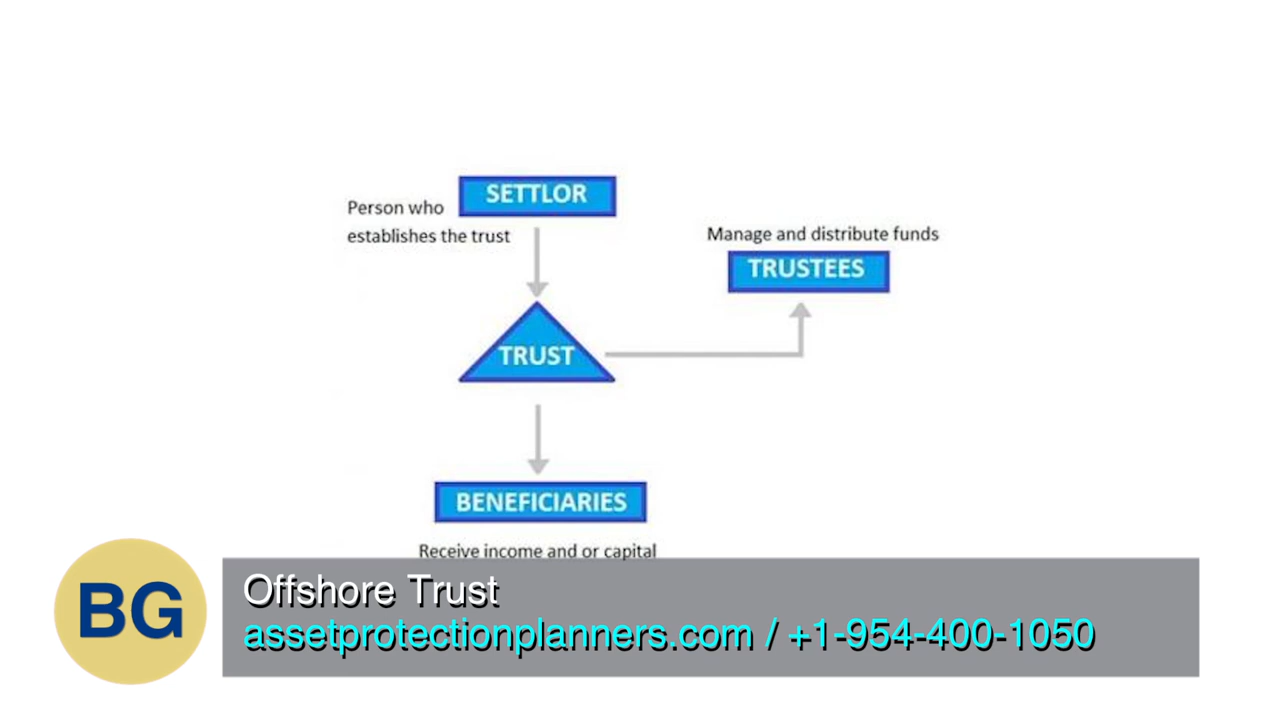 SETTLOR
Person who
establishes the trust
Manage and distribute funds
TRUSTEES
TRUST
BENEFICIARIES
Receive income and or capital
BG
Offshore Trust
assetprotectionplanners.com / +1-954-400-1050